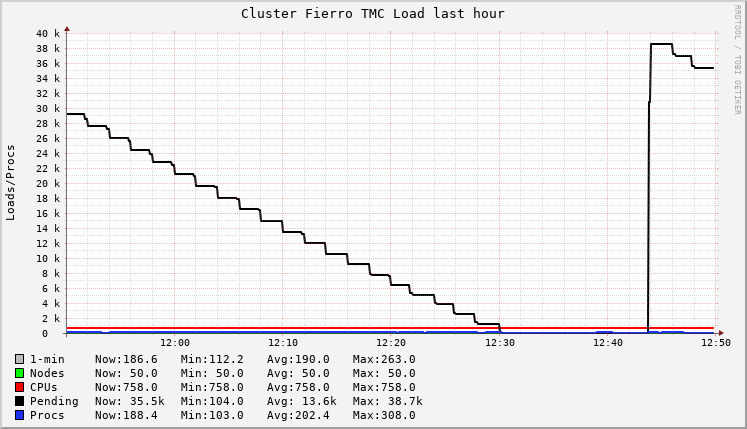 Cluster Fierro TMC Load last hour
RRDTOOL / TOBI OETIKER
Loads/Procs
40 k
38 k
36 k
34 k
32 k
30 k
28 k
26 k
24 k
22 k
20 k
18 k
16 k
14 k
12 k
10 k
8 k
6 k
4 k
2 k
0
12:00 12:10 12:20 12:30 12:40 12:50
1-min Now:186.6 Min:112.2 Avg:190.0 Max:263.0
Nodes Now: 50.0 Min: 50.0 Avg: 50.0 Max: 50.0
CPUs Now:758.0 Min:758.0 Avg:758.0 Max:758.0
Pending Now: 35.5k Min:104.0 Avg: 13.6k Max: 38.7k
Procs Now:188.4 Min:103.0 Avg:202.4 Max:308.0